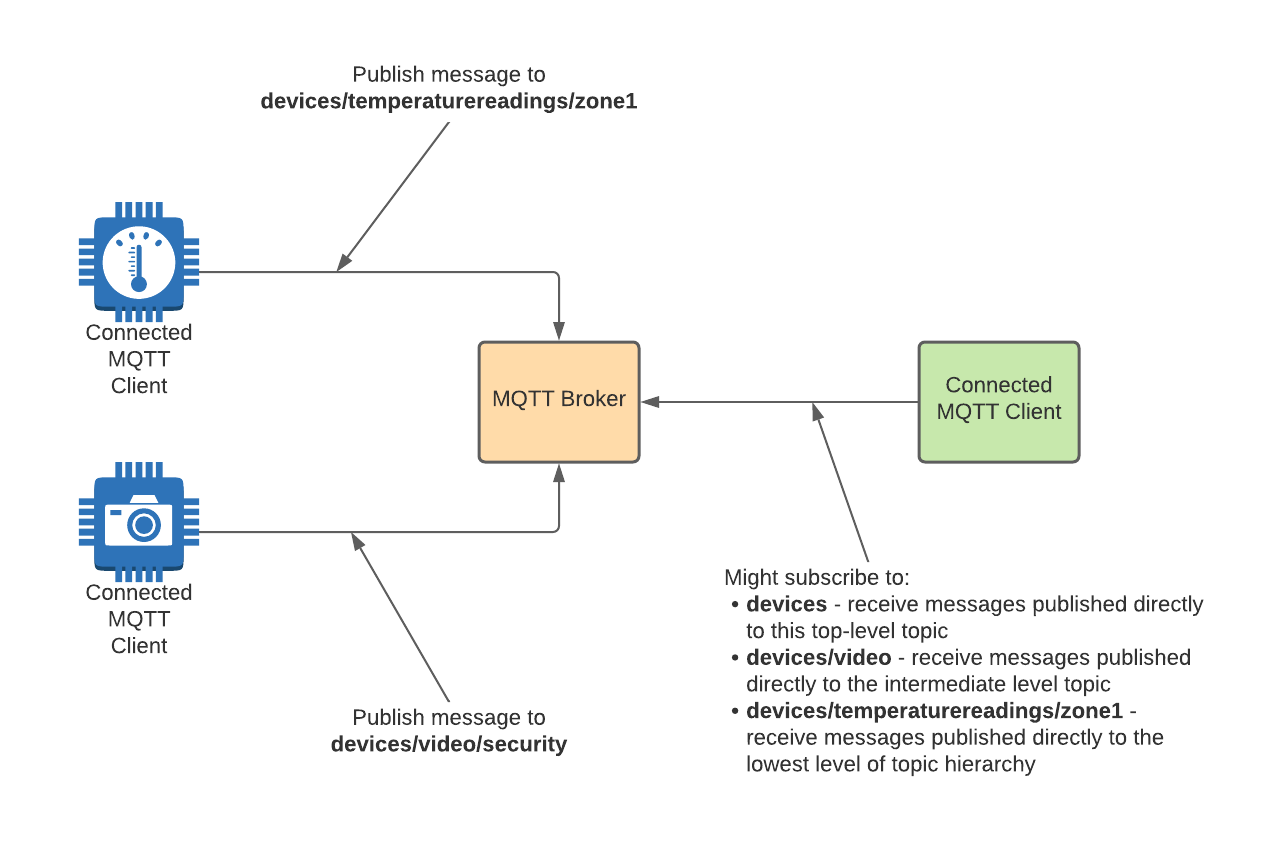 Publish message to
devices/temperaturereadings/zone1
Connected
MQTT
Client
MQTT Broker
Connected
MQTT Client
Connected
MQTT
Client
Publish message to
devices/video/security
Might subscribe to:
• devices - receive messages published directly
to this top-level topic
• devices/video - receive messages published
directly to the intermediate level topic
• devices/temperaturereadings/zone1 -
receive messages published directly to the
lowest level of topic hierarchy